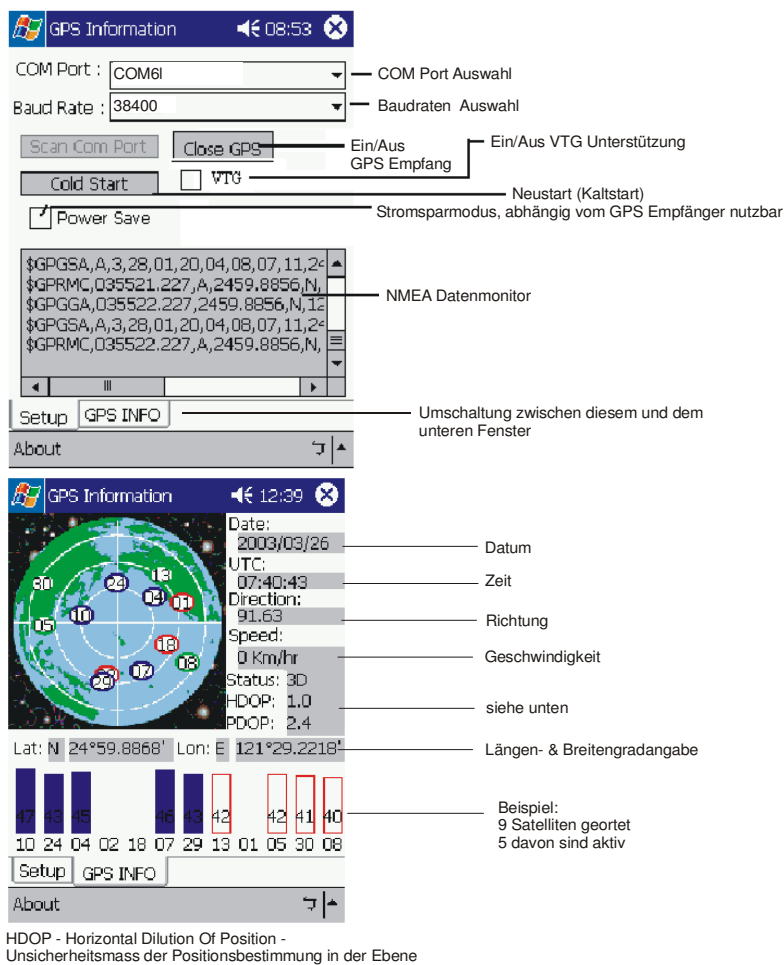 GPS Information 08:53
COM Port : COM6l COM Port Auswahl
Baud Rate : 38400 Baudraten Auswahl
Scan Com Port Close GPS Ein/Aus GPS Empfang
Ein/Aus VTG Unterstützung
Cold Start VTG
Neustart (Kaltstart)
Power Save Stromsparmodus, abhängig vom GPS Empfänger nutzbar
$GPGSA,A,3,28,01,20,04,08,07,11,24
$GPRMC,035521.227,A,2459.8856,N,
$GPGGA,035522.227,2459.8856,N,12
$GPGSA,A,3,28,01,20,04,08,07,11,24
$GPRMC,035522.227,A,2459.8856,N,
NMEA Datenmonitor
Setup GPS INFO
Umschaltung zwischen diesem und dem
unteren Fenster
About
GPS Information 12:39
Date:
2003/03/26 Datum
UTC:
07:40:43 Zeit
Direction:
91.63 Richtung
Speed:
0 Km/hr Geschwindigkeit
Status: 3D
HDOP: 1.0 siehe unten
PDOP: 2.4
30 24 13
04 01
05 10
18
29 07 08
Lat: N 24°59.8868' Lon: E 121°29.2218' Längen- & Breitengradangabe
47 43 45 46 43 42 42 41 40
10 24 04 02 18 07 29 13 01 05 30 08
Beispiel:
9 Satelliten geortet
5 davon sind aktiv
Setup GPS INFO
About
HDOP - Horizontal Dilution Of Position -
Unsicherheitsmass der Positionsbestimmung in der Ebene